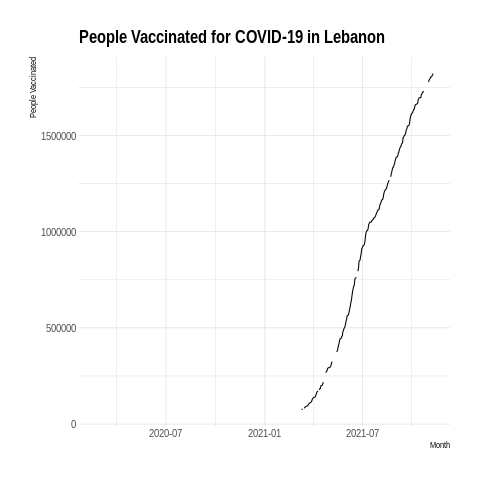 People Vaccinated for COVID-19 in Lebanon
People Vaccinated
1500000
1000000
500000
0
2020-07 2021-01 2021-07
Month